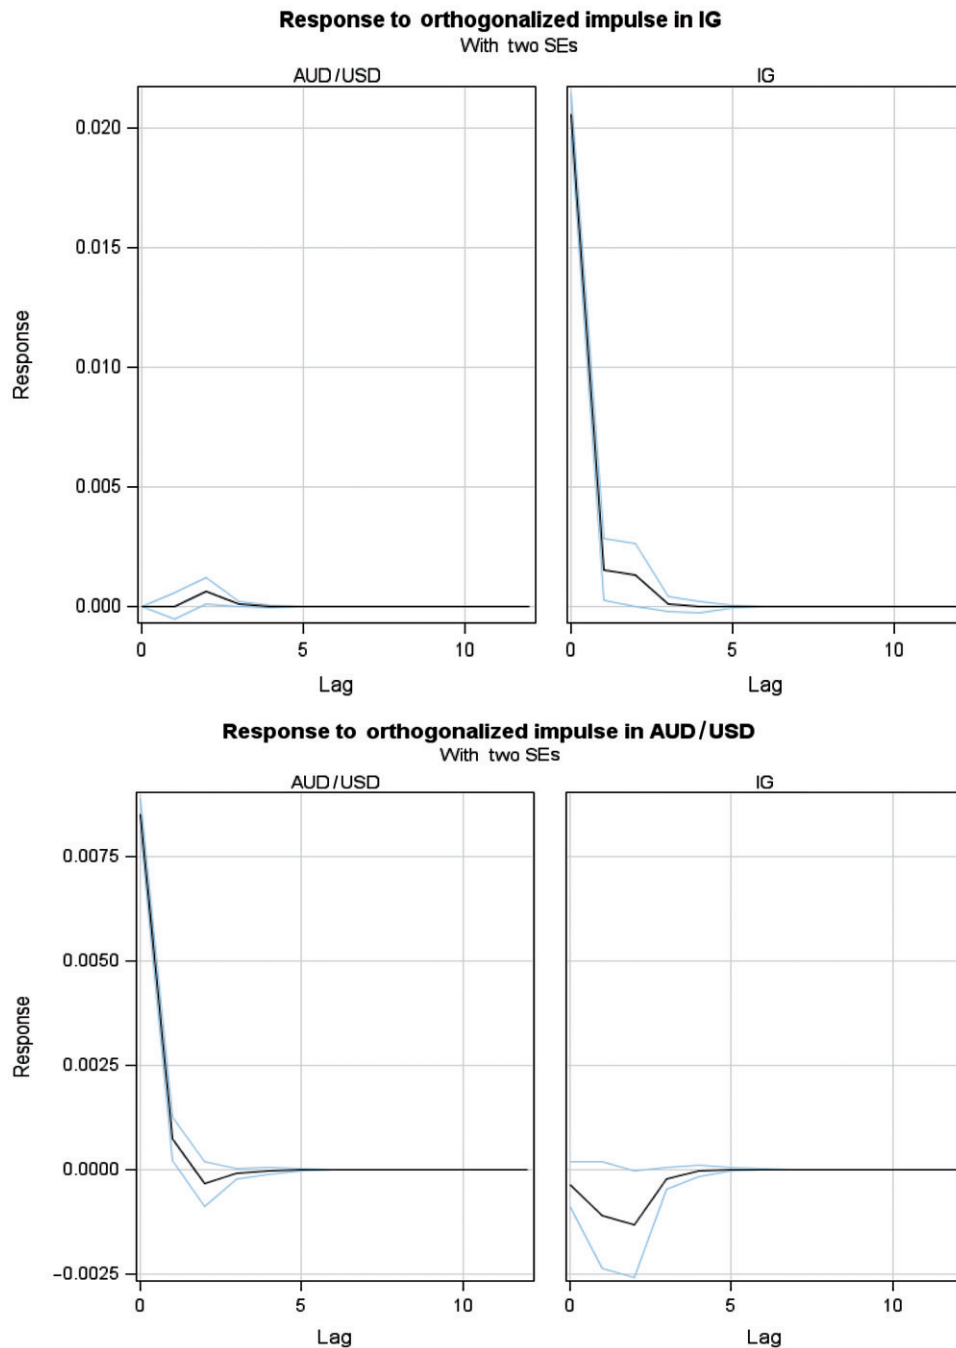 Response to orthogonalized impulse in IG
With two SEs
AUD/USD IG
0.020
0.015
0.010
0.005
0.000
Response
0 5 10 0 5 10
Lag Lag
Response to orthogonalized impulse in AUD/USD
With two SEs
AUD/USD IG
0.0075
0.0050
0.0025
0.0000
−0.0025
Response
0 5 10 0 5 10
Lag Lag